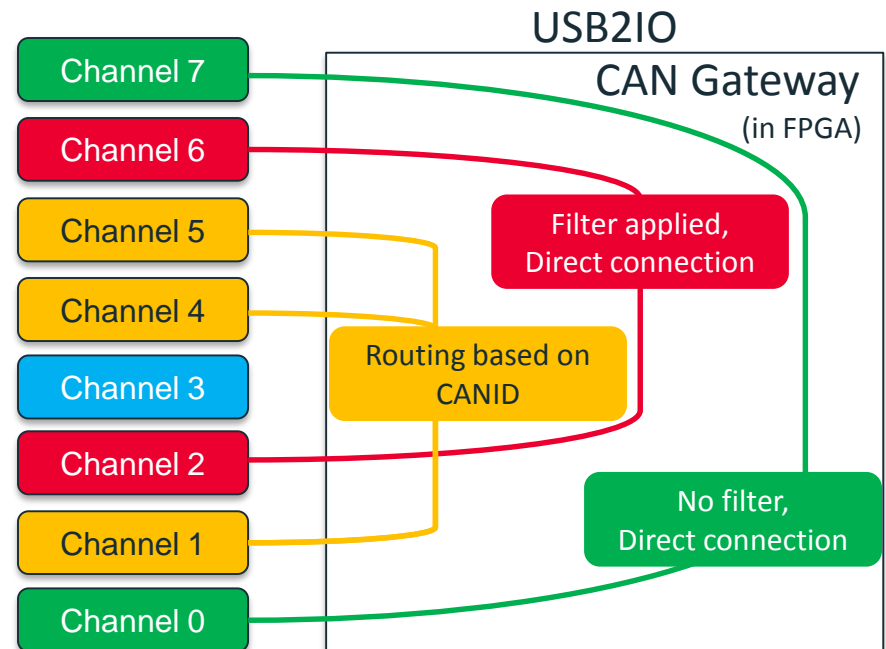 USB2IO
CAN Gateway
(in FPGA)
Channel 7
Channel 6
Channel 5
Channel 4
Channel 3
Channel 2
Channel 1
Channel 0
Filter applied,
Direct connection
Routing based on
CANID
No filter,
Direct connection